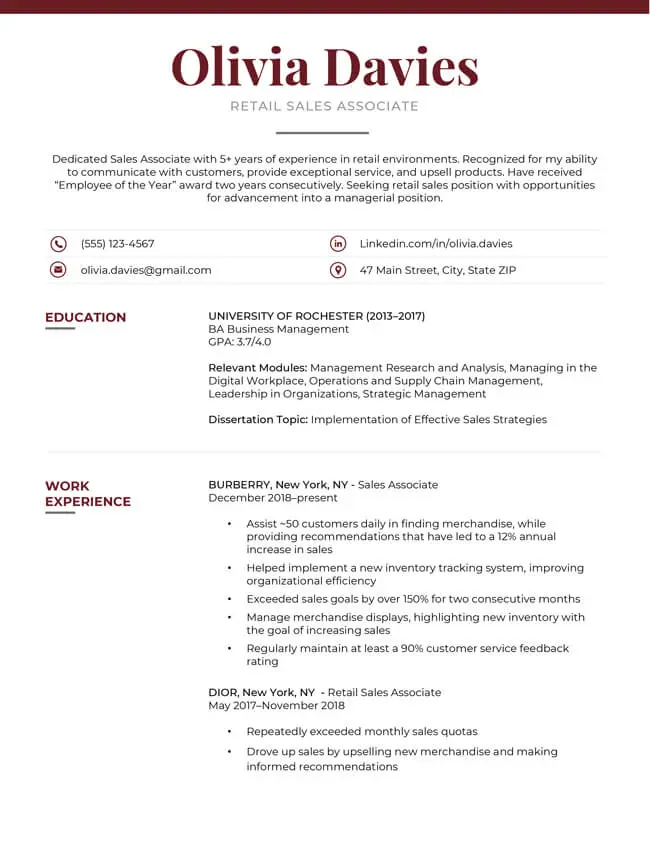 Olivia Davies
RETAIL SALES ASSOCIATE
Dedicated Sales Associate with 5+ years of experience in retail environments. Recognized for my ability
to communicate with customers, provide exceptional service, and upsell products. Have received
“Employee of the Year” award two years consecutively. Seeking retail sales position with opportunities
for advancement into a managerial position.
(555) 123-4567
Linkedin.com/in/olivia.davies
olivia.davies@gmail.com
47 Main Street, City, State ZIP
EDUCATION
UNIVERSITY OF ROCHESTER (2013–2017)
BA Business Management
GPA: 3.7/4.0
Relevant Modules: Management Research and Analysis, Managing in the
Digital Workplace, Operations and Supply Chain Management,
Leadership in Organizations, Strategic Management
Dissertation Topic: Implementation of Effective Sales Strategies
WORK
EXPERIENCE
BURBERRY, New York, NY - Sales Associate
December 2018–present
• Assist ~50 customers daily in finding merchandise, while
providing recommendations that have led to a 12% annual
increase in sales
• Helped implement a new inventory tracking system, improving
organizational efficiency
• Exceeded sales goals by over 150% for two consecutive months
• Manage merchandise displays, highlighting new inventory with
the goal of increasing sales
• Regularly maintain at least a 90% customer service feedback
rating
DIOR, New York, NY - Retail Sales Associate
May 2017–November 2018
• Repeatedly exceeded monthly sales quotas
• Drove up sales by upselling new merchandise and making
informed recommendations